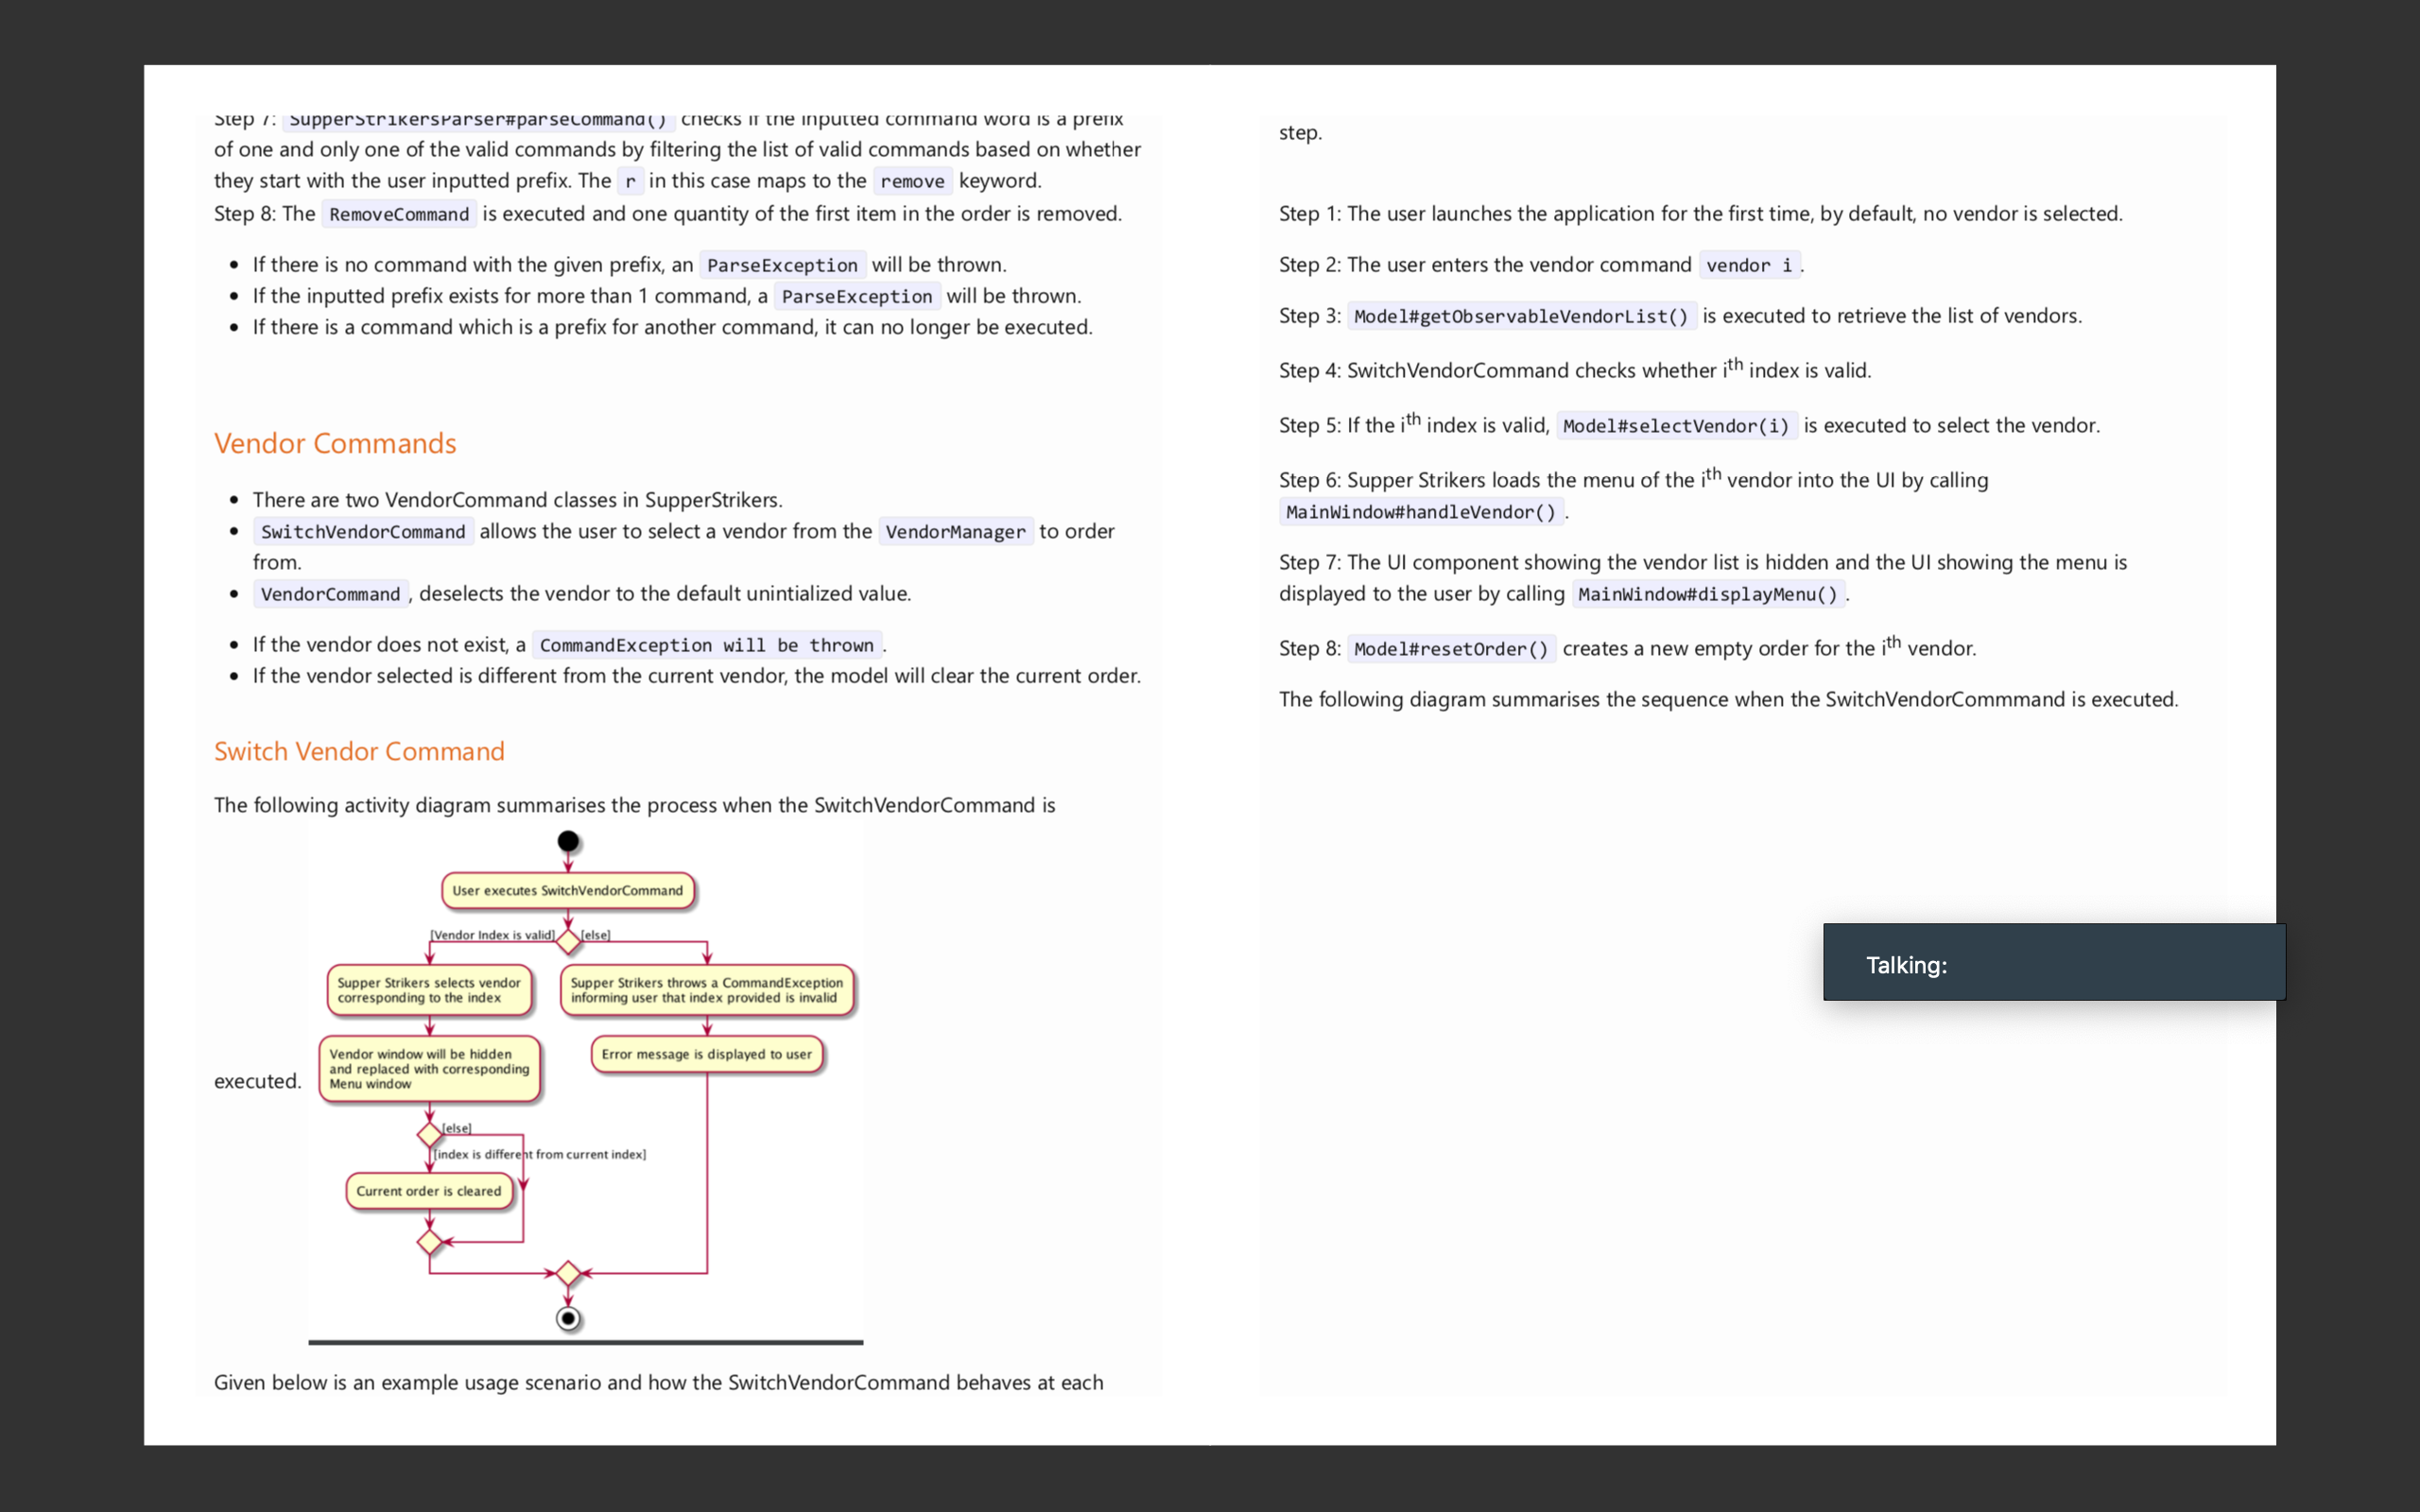 Step 7: SupperStrikersParser#parseCommand() checks if the inputted command word is a prefix
of one and only one of the valid commands by filtering the list of valid commands based on whether
they start with the user inputted prefix. The r in this case maps to the remove keyword.
Step 8: The RemoveCommand is executed and one quantity of the first item in the order is removed.
• If there is no command with the given prefix, an ParseException will be thrown.
• If the inputted prefix exists for more than 1 command, a ParseException will be thrown.
• If there is a command which is a prefix for another command, it can no longer be executed.
Vendor Commands
• There are two VendorCommand classes in SupperStrikers.
• SwitchVendorCommand allows the user to select a vendor from the VendorManager to order
from.
• VendorCommand, deselects the vendor to the default unintialized value.
• If the vendor does not exist, a CommandException will be thrown.
• If the vendor selected is different from the current vendor, the model will clear the current order.
Switch Vendor Command
The following activity diagram summarises the process when the SwitchVendorCommand is
User executes SwitchVendorCommand
[Vendor Index is valid] [else]
Supper Strikers selects vendor
corresponding to the index
Supper Strikers throws a CommandException
informing user that index provided is invalid
Vendor window will be hidden
and replaced with corresponding
Menu window
Error message is displayed to user
executed.
[else]
[index is different from current index]
Current order is cleared
Given below is an example usage scenario and how the SwitchVendorCommand behaves at each
step.
Step 1: The user launches the application for the first time, by default, no vendor is selected.
Step 2: The user enters the vendor command vendor i.
Step 3: Model#getObservableVendorList() is executed to retrieve the list of vendors.
Step 4: SwitchVendorCommand checks whether ith index is valid.
Step 5: If the ith index is valid, Model#selectVendor(i) is executed to select the vendor.
Step 6: Supper Strikers loads the menu of the ith vendor into the UI by calling
MainWindow#handleVendor().
Step 7: The UI component showing the vendor list is hidden and the UI showing the menu is
displayed to the user by calling MainWindow#displayMenu().
Step 8: Model#resetOrder() creates a new empty order for the ith vendor.
The following diagram summarises the sequence when the SwitchVendorCommmand is executed.
Talking: